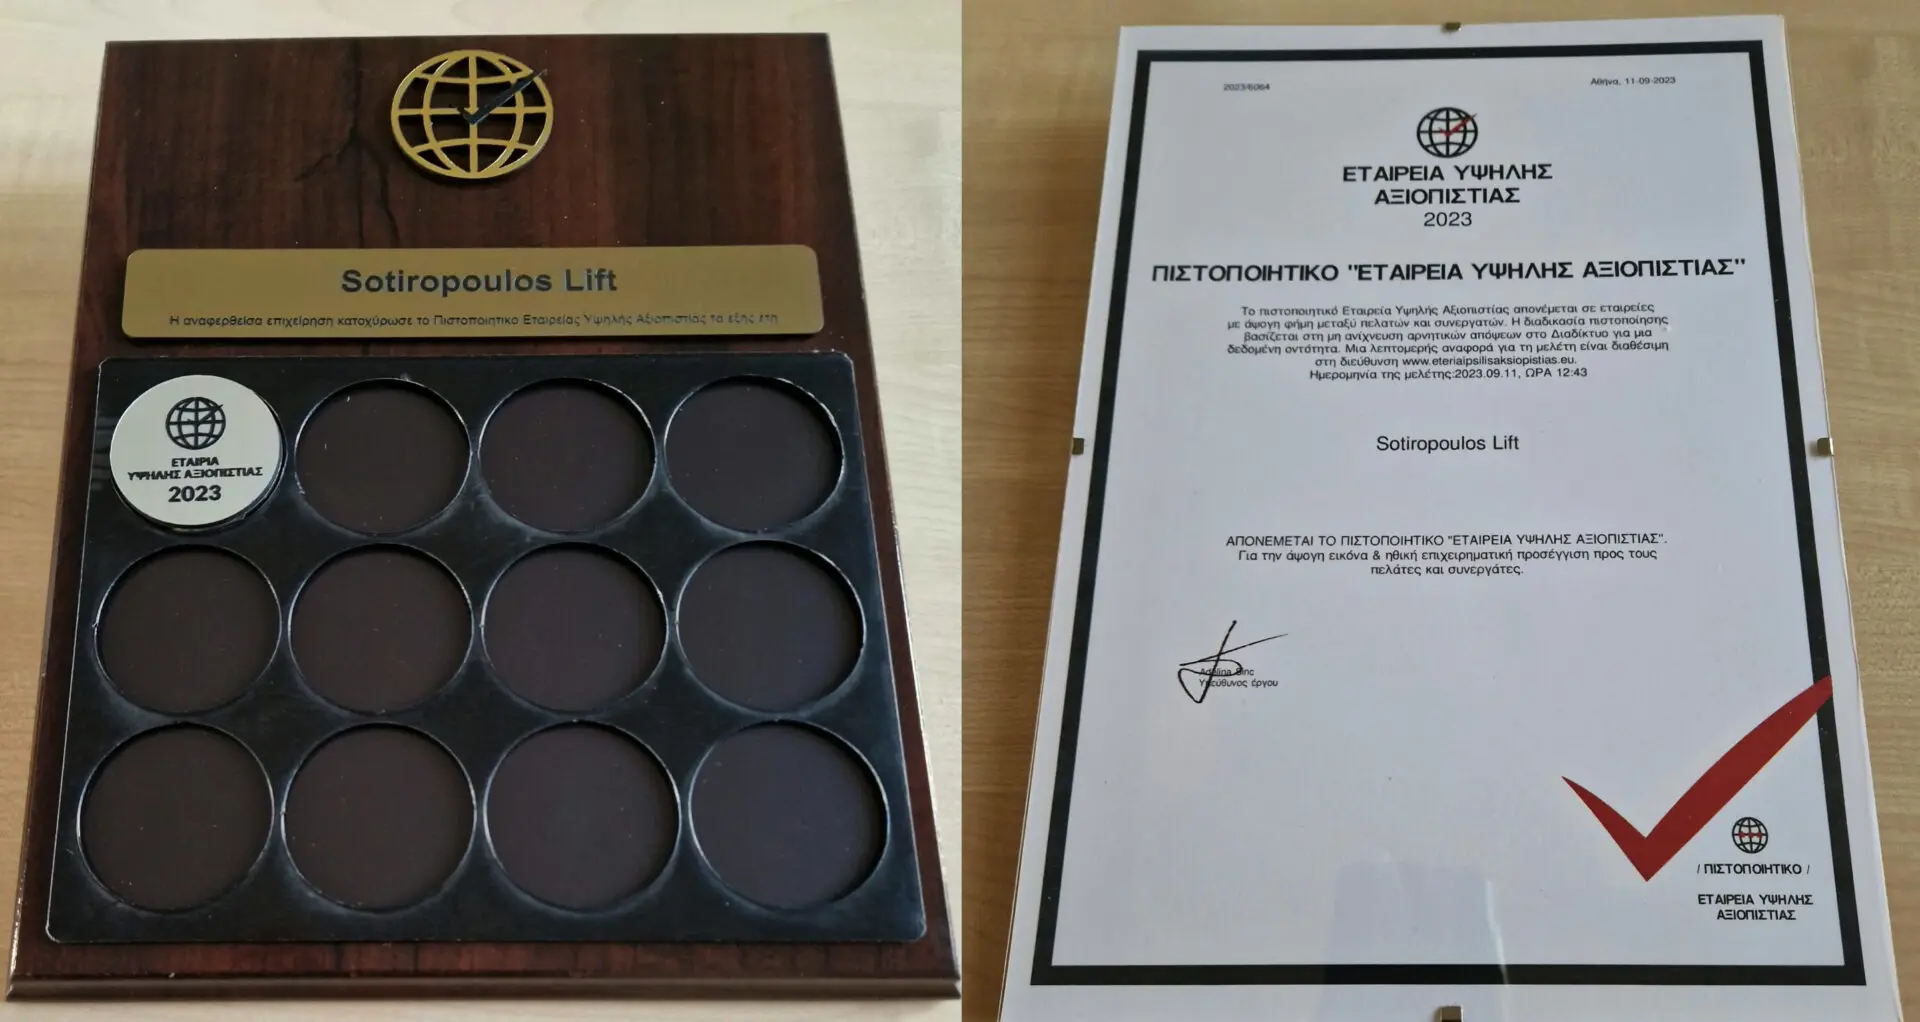 Sotiropoulos Lift
Η αναφερθείσα επιχείρηση κατοχύρωσε το Πιστοποιητικο Εταιρείας Υψηλής Αξιοπιστίας τα εξής ετη
ΕΤΑΙΡΙΑ
ΥΨΗΛΗΣ ΑΞΙΟΠΙΣΤΙΑΣ
2023
2023/6064
Αθήνα, 11-09-2023
ΕΤΑΙΡΕΙΑ ΥΨΗΛΗΣ
ΑΞΙΟΠΙΣΤΙΑΣ
2023
ΠΙΣΤΟΠΟΙΗΤΙΚΟ "ΕΤΑΙΡΕΙΑ ΥΨΗΛΗΣ ΑΞΙΟΠΙΣΤΙΑΣ"
Το πιστοποιητικό Εταιρεία Υψηλής Αξιοπιστίας απονέμεται σε εταιρείες
με άψογη φήμη μεταξύ πελατών και συνεργατών. Η διαδικασία πιστοποίησης
βασίζεται στη μη ανίχνευση αρνητικών απόψεων στο Διαδίκτυο για μια
δεδομένη οντότητα. Μια λεπτομερής αναφορά για τη μελέτη είναι διαθέσιμη
στη διεύθυνση www.eteriaipsilisaksiopistias.eu.
Ημερομηνία της μελέτης:2023.09.11, ΩΡΑ 12:43
Sotiropoulos Lift
ΑΠΟΝΕΜΕΤΑΙ ΤΟ ΠΙΣΤΟΠΟΙΗΤΙΚΟ "ΕΤΑΙΡΕΙΑ ΥΨΗΛΗΣ ΑΞΙΟΠΙΣΤΙΑΣ".
Για την άψογη εικόνα & ηθική επιχειρηματική προσέγγιση προς τους
πελάτες και συνεργάτες.
Υπεύθυνος έργου
/ ΠΙΣΤΟΠΟΙΗΤΙΚΟ /
ΕΤΑΙΡΕΙΑ ΥΨΗΛΗΣ
ΑΞΙΟΠΙΣΤΙΑΣ